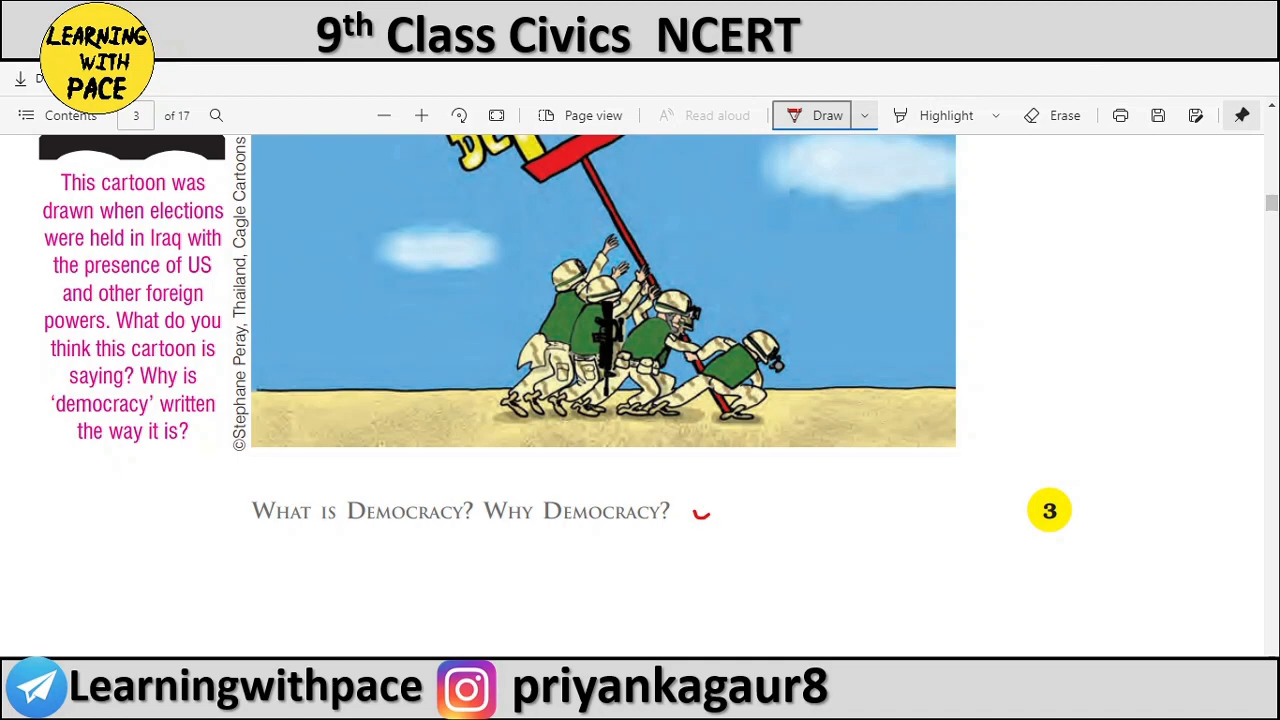 LEARNING
WITH
PACE
9th Class Civics NCERT
Contents
3
of 17
Page view
Read aloud
Draw
Highlight
Erase
This cartoon was
drawn when elections
were held in Iraq with
the presence of US
and other foreign
powers. What do you
think this cartoon is
saying? Why is
‘democracy’ written
the way it is?
©Stephane Peray, Thailand, Cagle Cartoons
What is Democracy? Why Democracy?
3
Learningwithpace
priyankagaur8